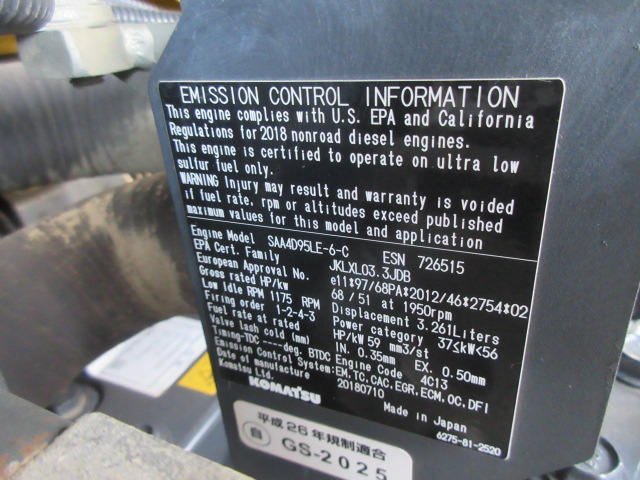 EMISSION CONTROL INFORMATION
This engine complies with U.S. EPA and California
Regulations for 2018 nonroad diesel engines.
This engine is certified to operate on ultra low
sulfur fuel only.
WARNING Injury may result and warranty is voided
if fuel rate, rpm or altitudes exceed published
maximum values for this model and application
Engine Model SAA4D95LE-6-C ESN 726515
EPA Cert. Family JKLXL03.3JDB
European Approval No. e11*97/68PA*2012/46*2754*02
Gross rated HP/kw 68/51 at 1950rpm
Low Idle RPM 1175 RPM Displacement 3.261Liters
Firing order 1-2-4-3 Power category 37≤kW<56
Fuel rate at rated HP/kW 59 mm3/st
Valve lash cold (mm) IN. 0.35mm EX. 0.50mm
Timing-TDC ----deg. BTDC Engine Code 4C13
Emission Control System:EM,TC,CAC,EGR,ECM,OC,DFI
Date of manufacture 20180710
Komatsu Ltd. Made in Japan
KOMATSU 6275-81-2520
平成26年規制適合
自 GS-2025